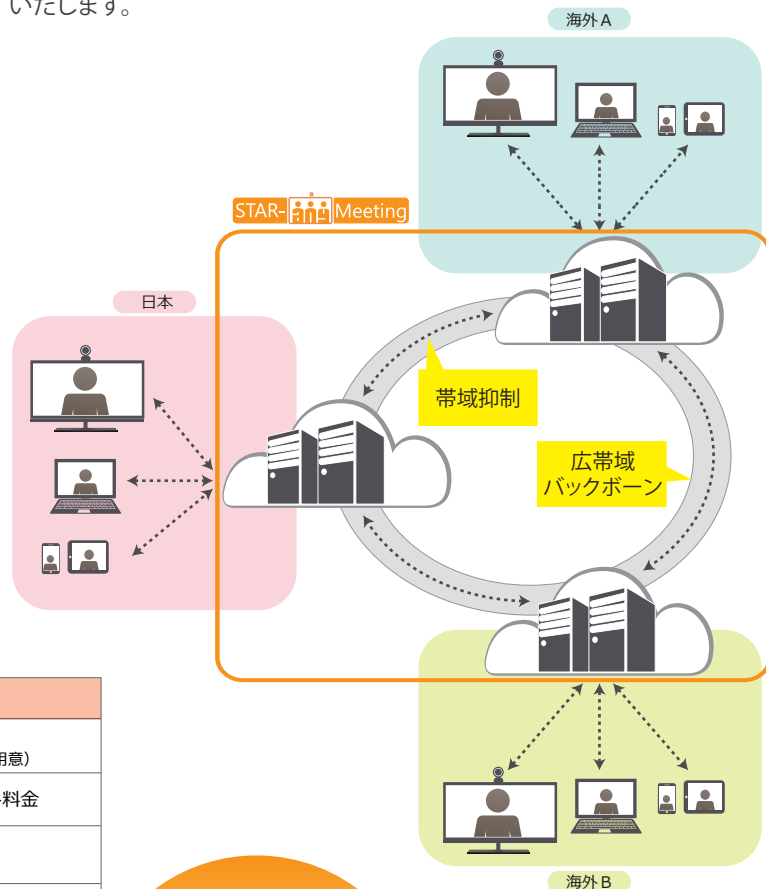 いたします。
海外A
STAR-Meeting
日本
帯域抑制
広帯域
バックボーン
用意）
料金
海外B